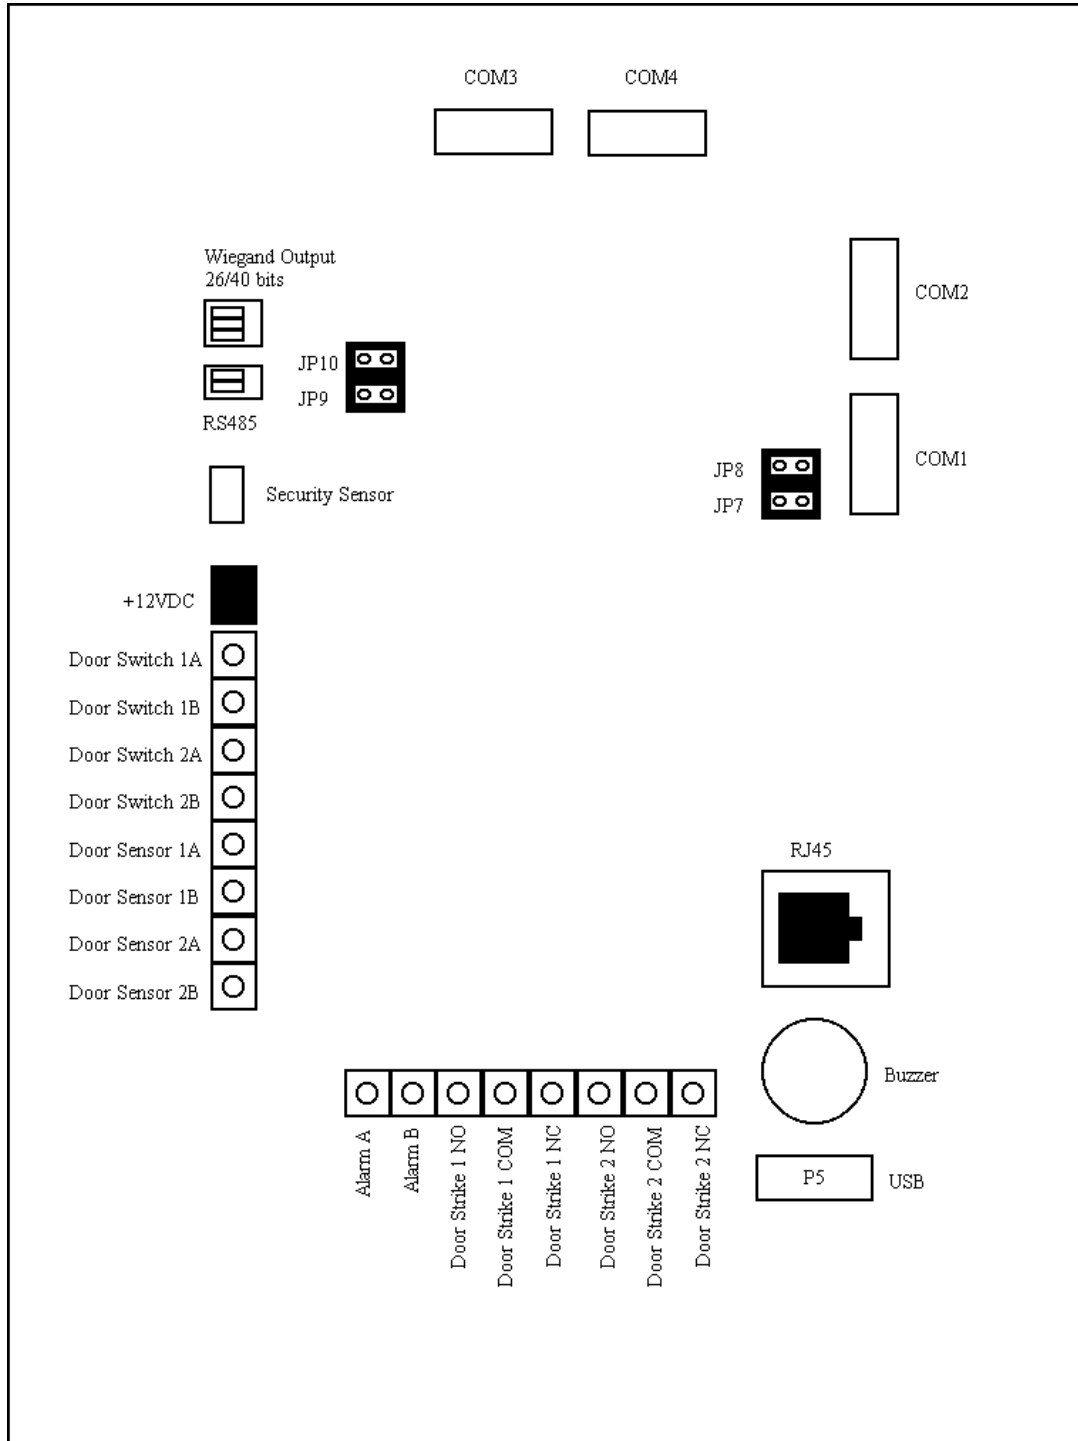 COM3
COM4
Wiegand Output
26/40 bits
COM2
JP10
JP9
RS485
COM1
JP8
JP7
Security Sensor
+12VDC
Door Switch 1A
Door Switch 1B
Door Switch 2A
Door Switch 2B
Door Sensor 1A
Door Sensor 1B
Door Sensor 2A
Door Sensor 2B
RJ45
Buzzer
P5
USB
Alarm A
Alarm B
Door Strike 1 NO
Door Strike 1 COM
Door Strike 1 NC
Door Strike 2 NO
Door Strike 2 COM
Door Strike 2 NC